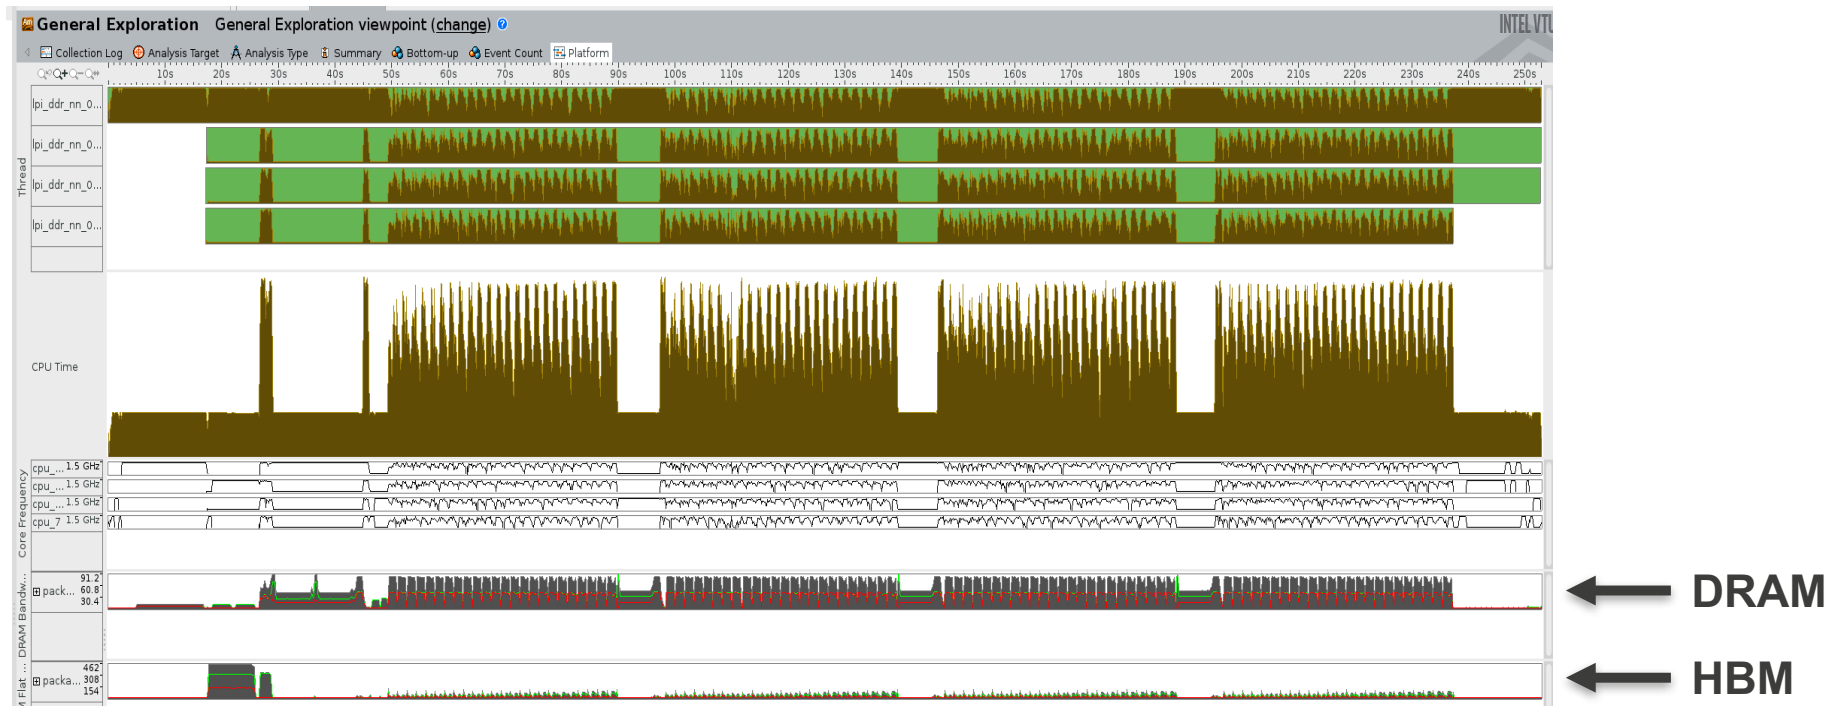 General Exploration General Exploration viewpoint (change)
INTEL VTU
Collection Log Analysis Target Analysis Type Summary Bottom-up Event Count Platform
10s 20s 30s 40s 50s 60s 70s 80s 90s 100s 110s 120s 130s 140s 150s 160s 170s 180s 190s 200s 210s 220s 230s 240s 250s
Thread
lpi_ddr_nn_0...
lpi_ddr_nn_0...
lpi_ddr_nn_0...
lpi_ddr_nn_0...
CPU Time
Core Frequency
cpu_... 1.5 GHz
cpu_... 1.5 GHz
cpu_... 1.5 GHz
cpu_7 1.5 GHz
DRAM Bandw...
pack...
91.2
60.8
30.4
DRAM
Flat ...
packa...
462
308
154
HBM